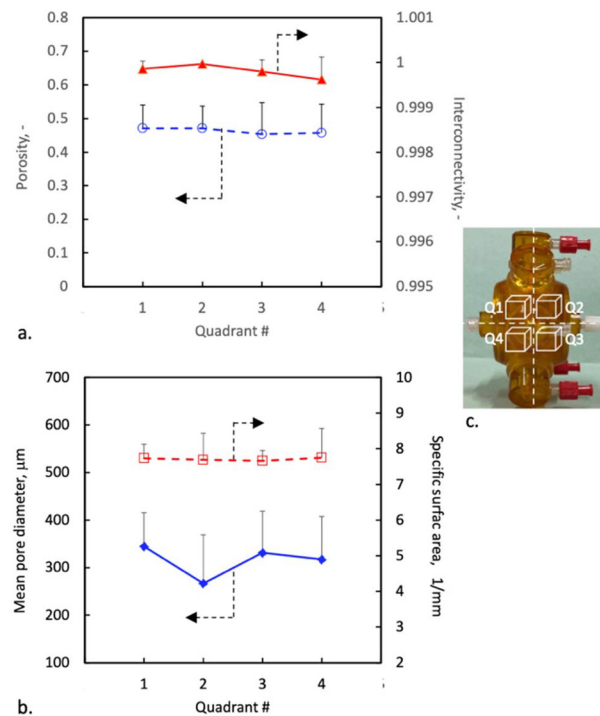 0.8
0.7
0.6
0.5
0.4
0.3
0.2
0.1
0
Porosity, -
1.001
1
0.999
0.998
0.997
0.996
0.995
Interconnectivity, -
1 2 3 4
Quadrant #
a.
700
600
500
400
300
200
100
Mean pore diameter, µm
10
9
8
7
6
5
4
3
2
Specific surfac area, 1/mm
1 2 3 4
Quadrant #
b.
Q1 Q2
Q4 Q3
c.